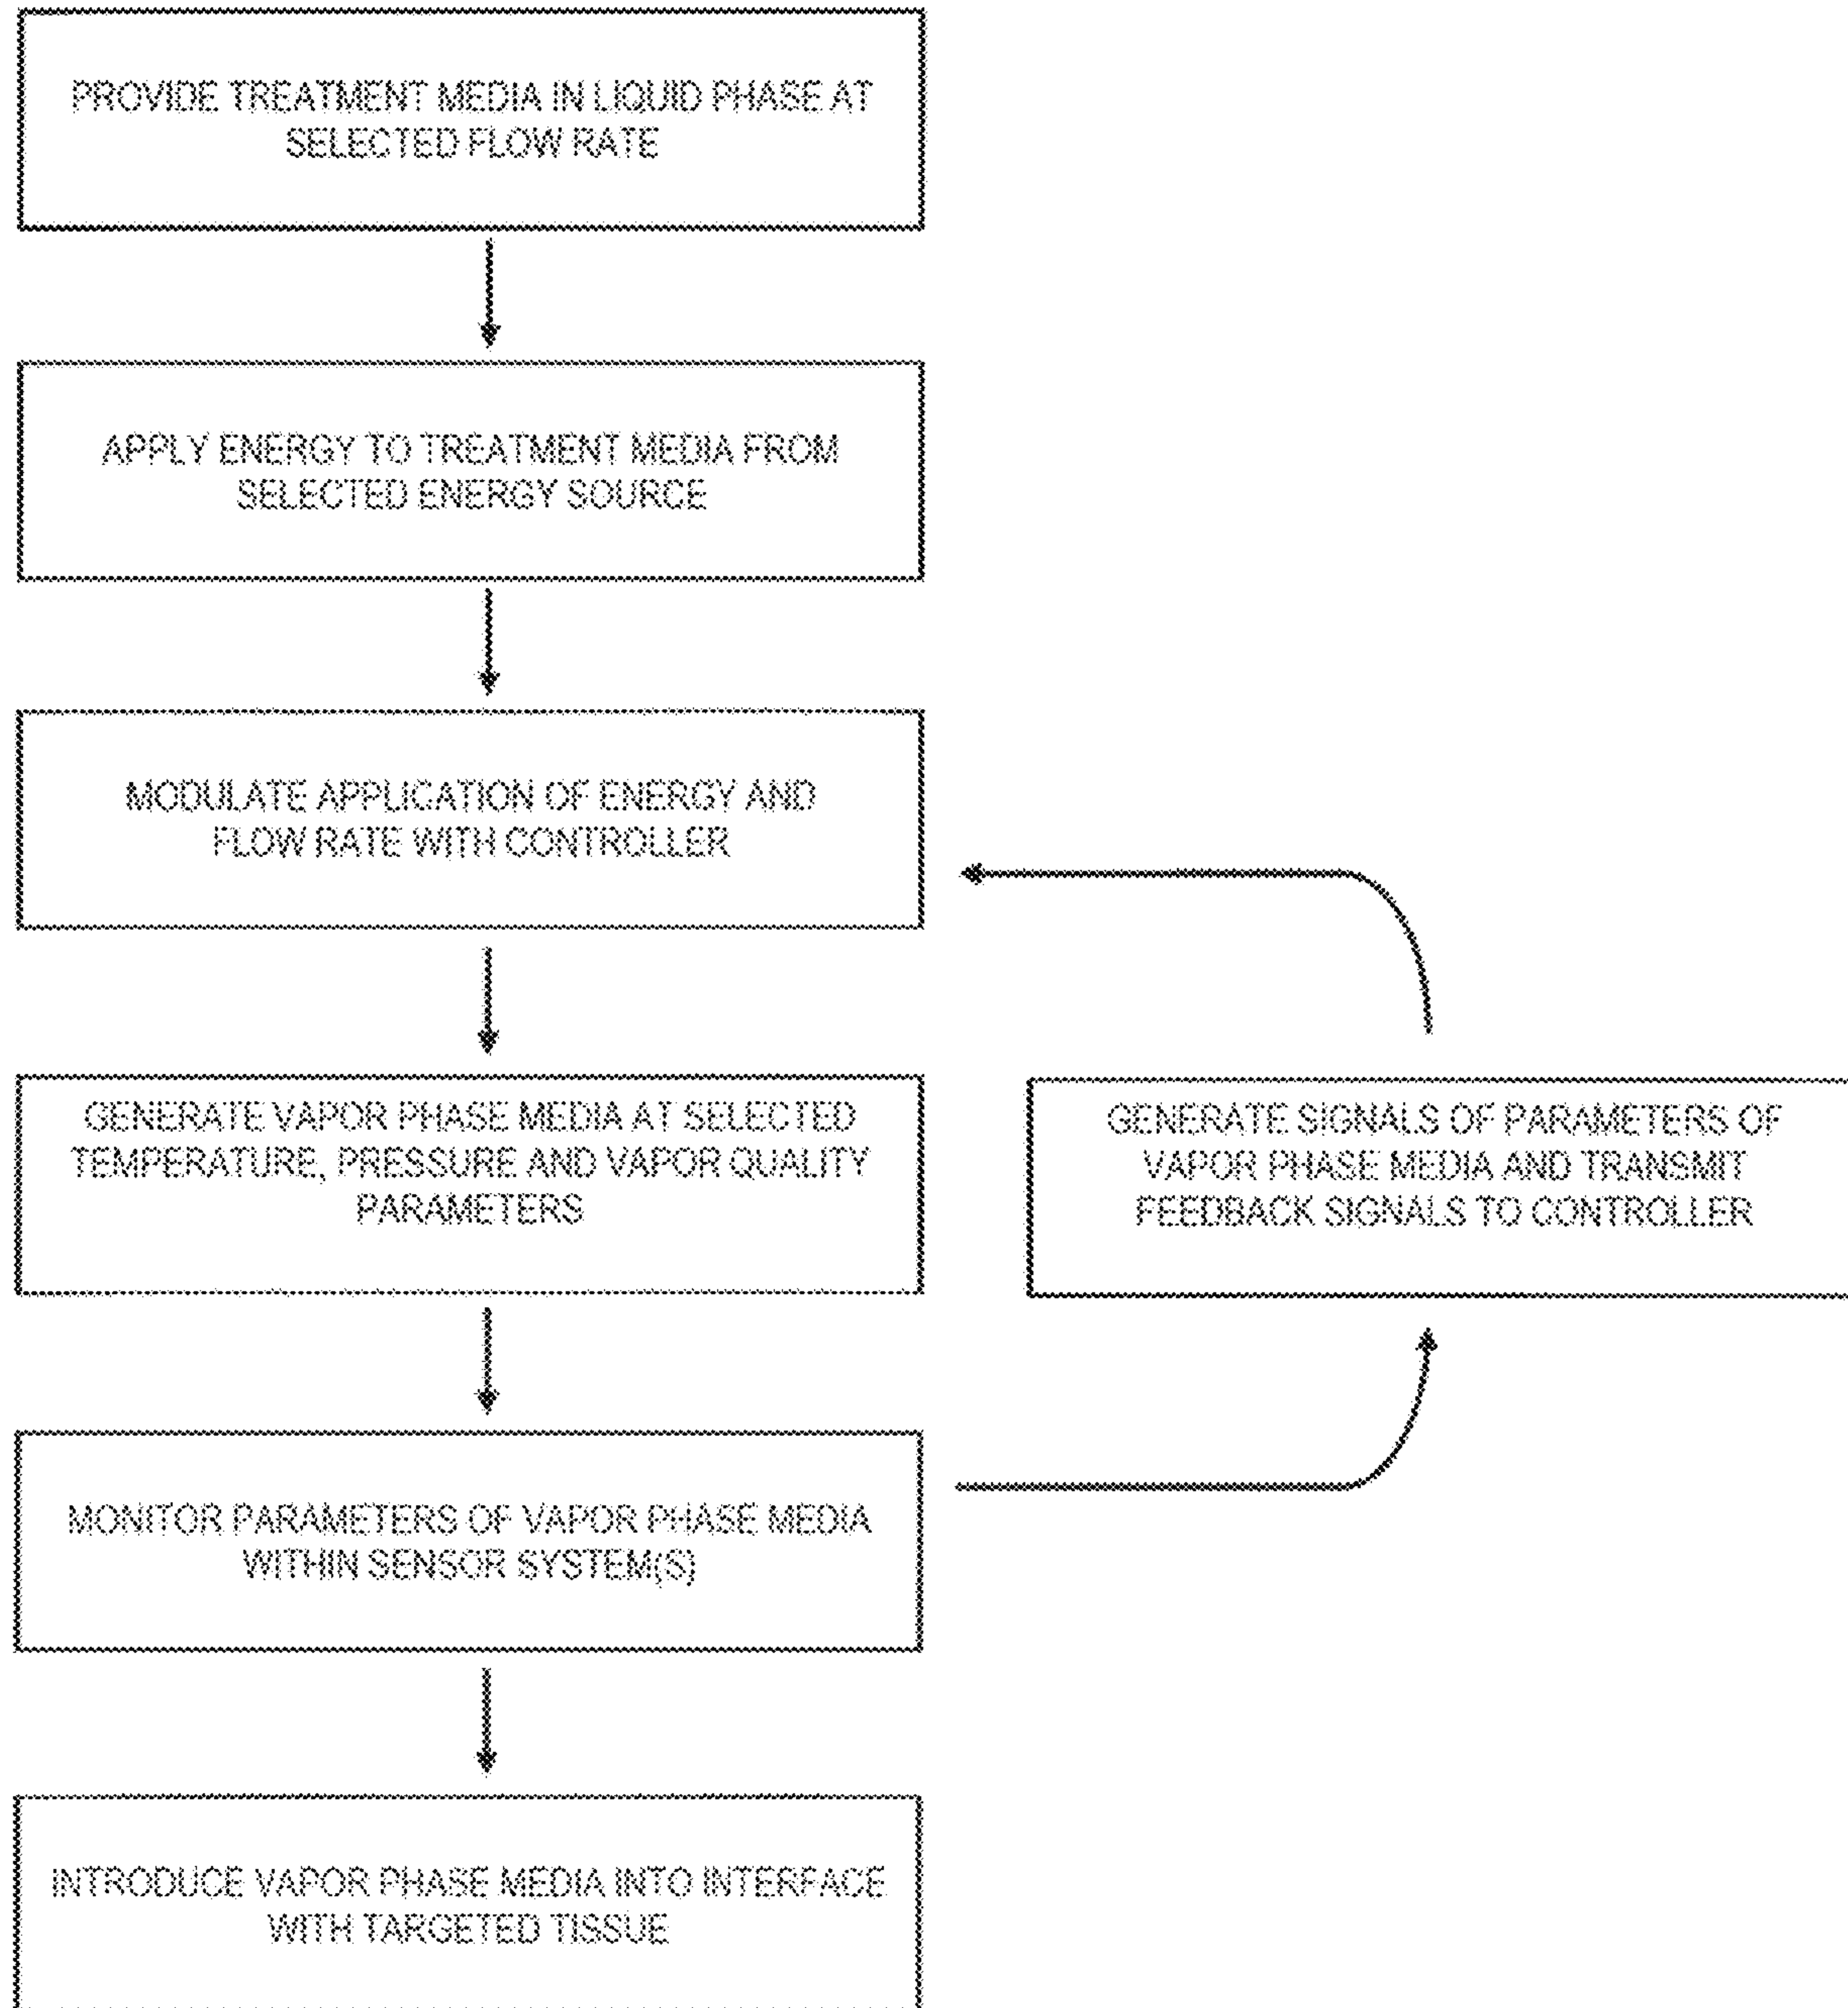 PROVIDE TREATMENT MEDIA IN LIQUID PHASE AT
SELECTED FLOW RATE
APPLY ENERGY TO TREATMENT MEDIA FROM
SELECTED ENERGY SOURCE
MODULATE APPLICATION OF ENERGY AND
FLOW RATE WITH CONTROLLER
GENERATE VAPOR PHASE MEDIA AT SELECTED
TEMPERATURE, PRESSURE AND VAPOR QUALITY
PARAMETERS
GENERATE SIGNALS OF PARAMETERS OF
VAPOR PHASE MEDIA AND TRANSMIT
FEEDBACK SIGNALS TO CONTROLLER
MONITOR PARAMETERS OF VAPOR PHASE MEDIA
WITHIN SENSOR SYSTEM(S)
INTRODUCE VAPOR PHASE MEDIA INTO INTERFACE
WITH TARGETED TISSUE